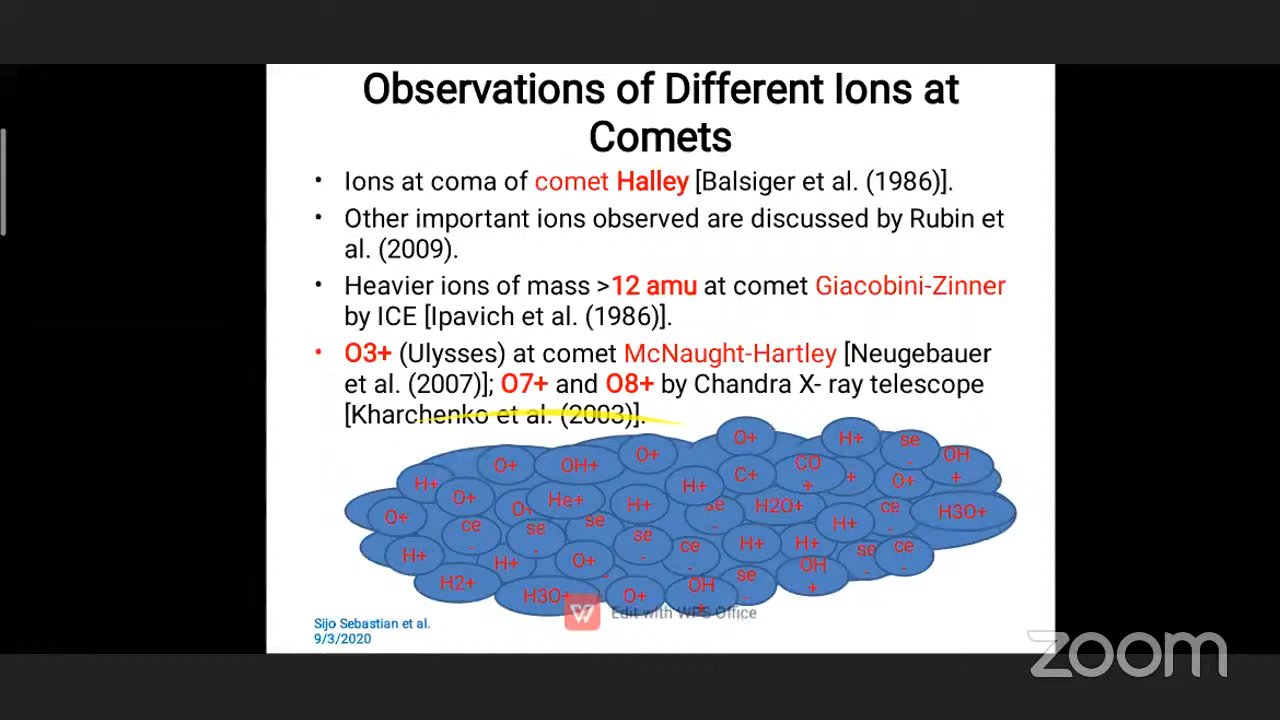 Observations of Different Ions at
Comets
• Ions at coma of comet Halley [Balsiger et al. (1986)].
• Other important ions observed are discussed by Rubin et
al. (2009).
• Heavier ions of mass >12 amu at comet Giacobini-Zinner
by ICE [Ipavich et al. (1986)].
• O3+ (Ulysses) at comet McNaught-Hartley [Neugebauer
et al. (2007)]; O7+ and O8+ by Chandra X- ray telescope
[Kharchenko et al. (2003)].
O+ H+ se-
O+ OH+ O+ C+ CO+ + O+ OH+
H+ O+ O+ He+ H+ H+ se- H2O+ ce- H3O+
O+ ce- se- se se- ce- H+ H+ H+ se- ce-
H+ H+ O+ - se- OH+
H2+ H3O+ O+ OH+
Edit with WPS Office
Sijo Sebastian et al.
9/3/2020
zoom